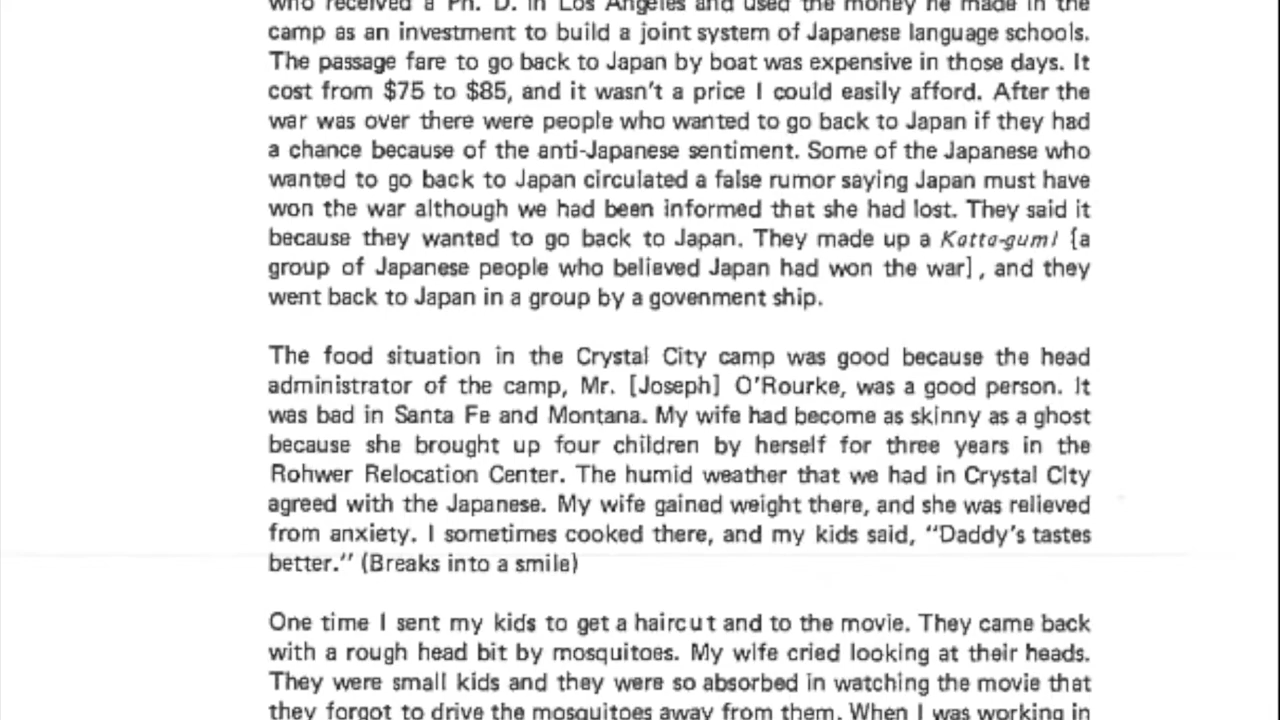 who received a Ph. D. in Los Angeles and used the money he made in the
camp as an investment to build a joint system of Japanese language schools.
The passage fare to go back to Japan by boat was expensive in those days. It
cost from $75 to $85, and it wasn't a price I could easily afford. After the
war was over there were people who wanted to go back to Japan if they had
a chance because of the anti-Japanese sentiment. Some of the Japanese who
wanted to go back to Japan circulated a false rumor saying Japan must have
won the war although we had been informed that she had lost. They said it
because they wanted to go back to Japan. They made up a Katta-gumi [a
group of Japanese people who believed Japan had won the war], and they
went back to Japan in a group by a govenment ship.
The food situation in the Crystal City camp was good because the head
administrator of the camp, Mr. [Joseph] O'Rourke, was a good person. It
was bad in Santa Fe and Montana. My wife had become as skinny as a ghost
because she brought up four children by herself for three years in the
Rohwer Relocation Center. The humid weather that we had in Crystal City
agreed with the Japanese. My wife gained weight there, and she was relieved
from anxiety. I sometimes cooked there, and my kids said, "Daddy's tastes
better." (Breaks into a smile)
One time I sent my kids to get a haircut and to the movie. They came back
with a rough head bit by mosquitoes. My wife cried looking at their heads.
They were small kids and they were so absorbed in watching the movie that
they forgot to drive the mosquitoes away from them. When I was working in